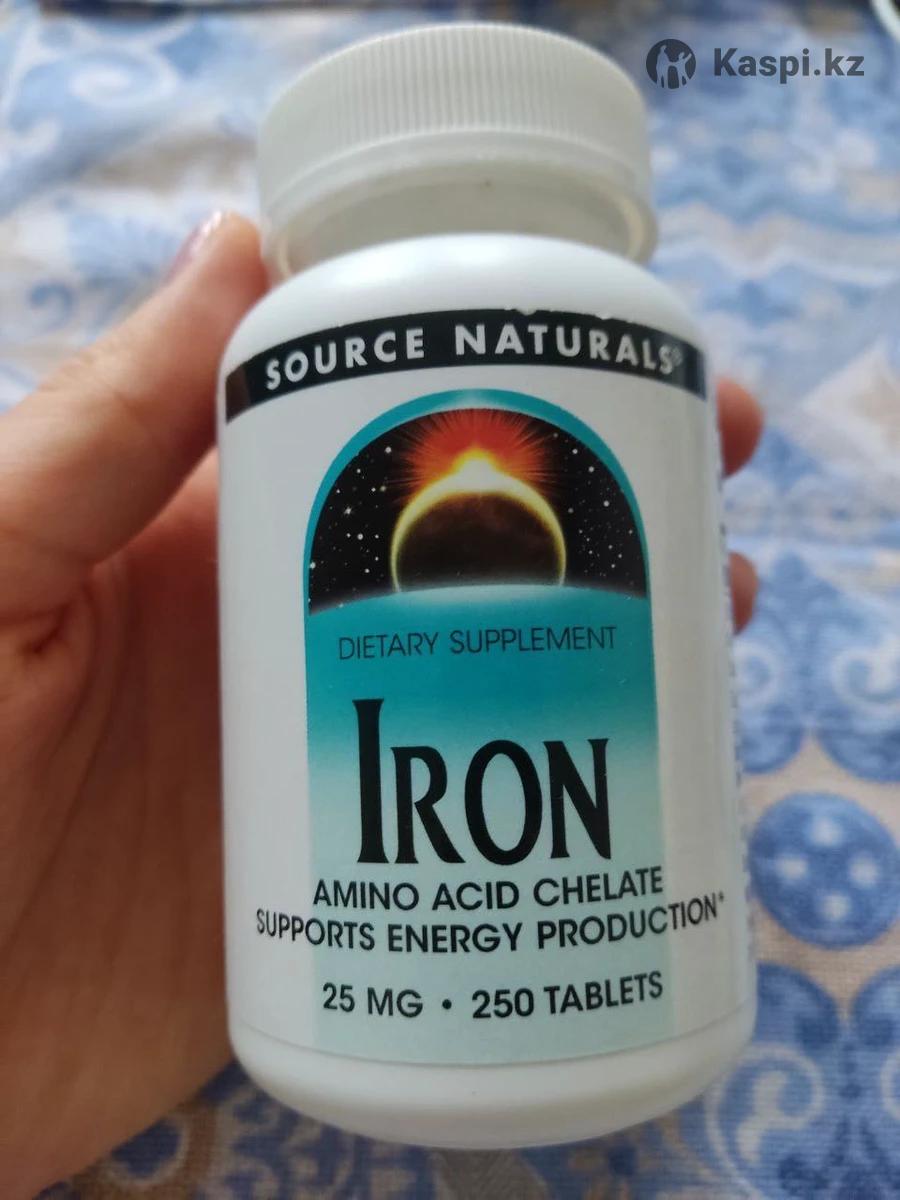 Kaspi.kz
SOURCE NATURALS®
DIETARY SUPPLEMENT
IRON
AMINO ACID CHELATE
SUPPORTS ENERGY PRODUCTION*
25 MG • 250 TABLETS